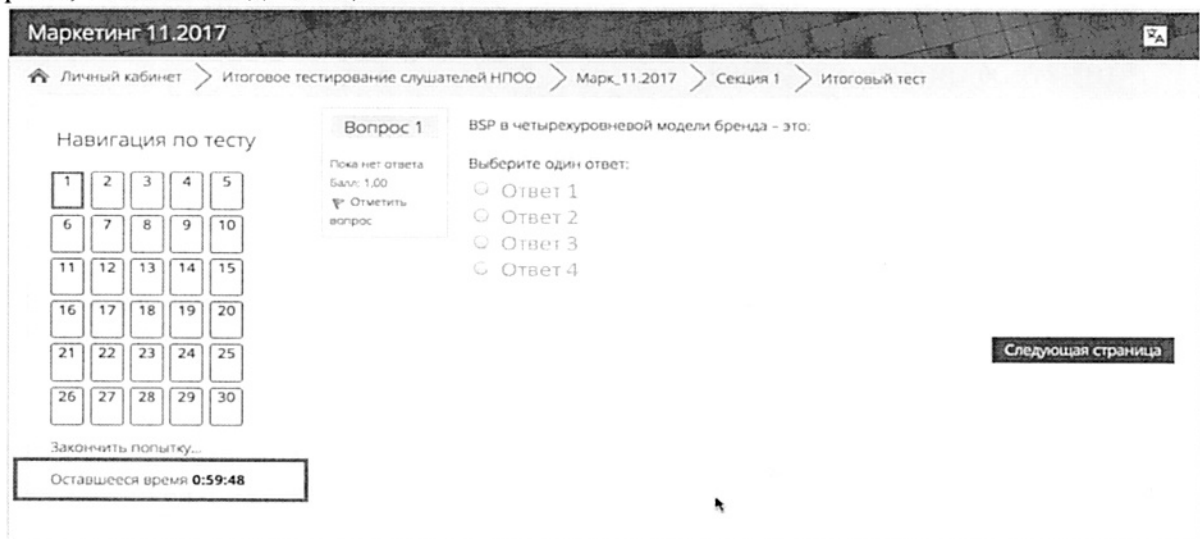 Маркетинг 11.2017
Личный кабинет > Итоговое тестирование слушателей НПОО > Марк_11.2017 > Секция 1 > Итоговый тест
Навигация по тесту
1 2 3 4 5
6 7 8 9 10
11 12 13 14 15
16 17 18 19 20
21 22 23 24 25
26 27 28 29 30
Закончить попытку...
Оставшееся время 0:59:48
Вопрос 1
Пока нет ответа
Балл: 1,00
Отметить
вопрос
BSP в четырехуровневой модели бренда – это:
Выберите один ответ:
Ответ 1
Ответ 2
Ответ 3
Ответ 4
Следующая страница